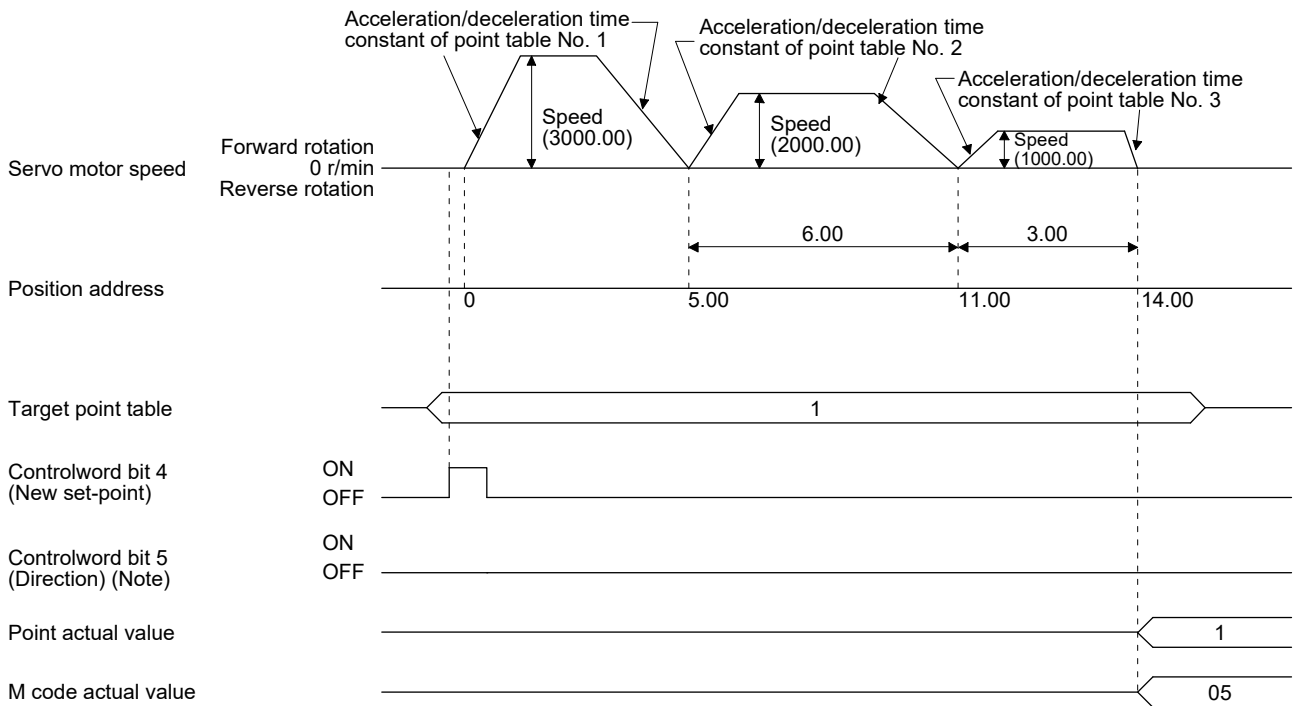 Acceleration/deceleration time
constant of point table No. 1
Acceleration/deceleration time
constant of point table No. 2
Acceleration/deceleration time
constant of point table No. 3
Speed
(3000.00)
Speed
(2000.00)
Speed
(1000.00)
Servo motor speed
Forward rotation
0 r/min
Reverse rotation
6.00
3.00
Position address
0
5.00
11.00
14.00
Target point table
1
Controlword bit 4
(New set-point)
ON
OFF
Controlword bit 5
(Direction) (Note)
ON
OFF
Point actual value
1
M code actual value
05